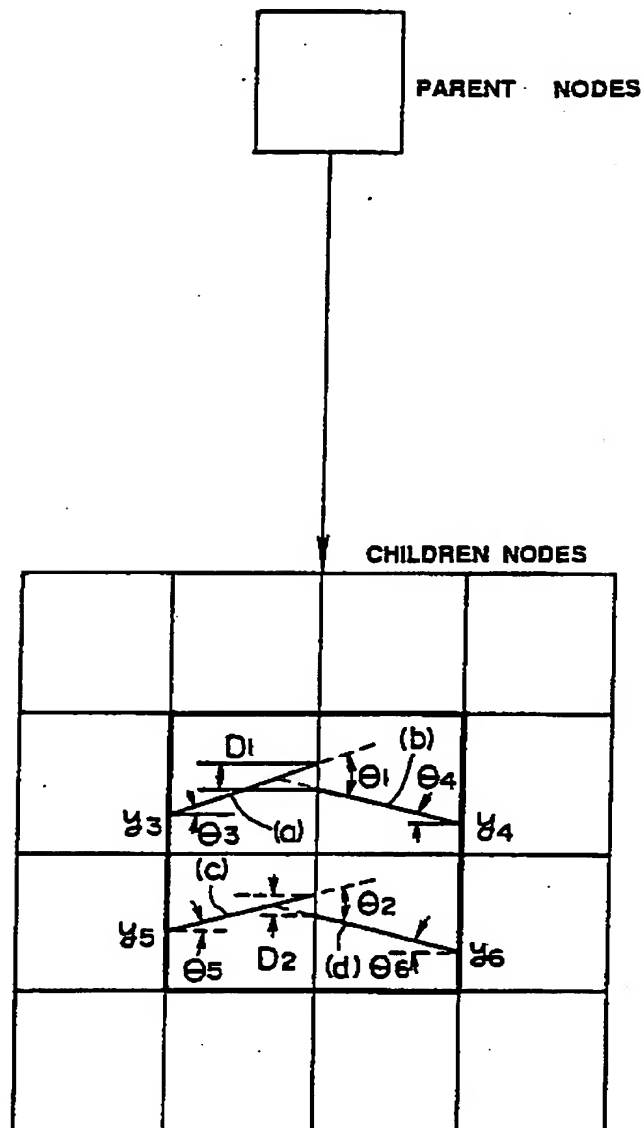 PARENT NODES
CHILDREN NODES
D1
(b)
Θ1
Θ4
y3
Θ3
(a)
y4
(c)
Θ2
y5
Θ5
D2
(d)
Θ6
y6